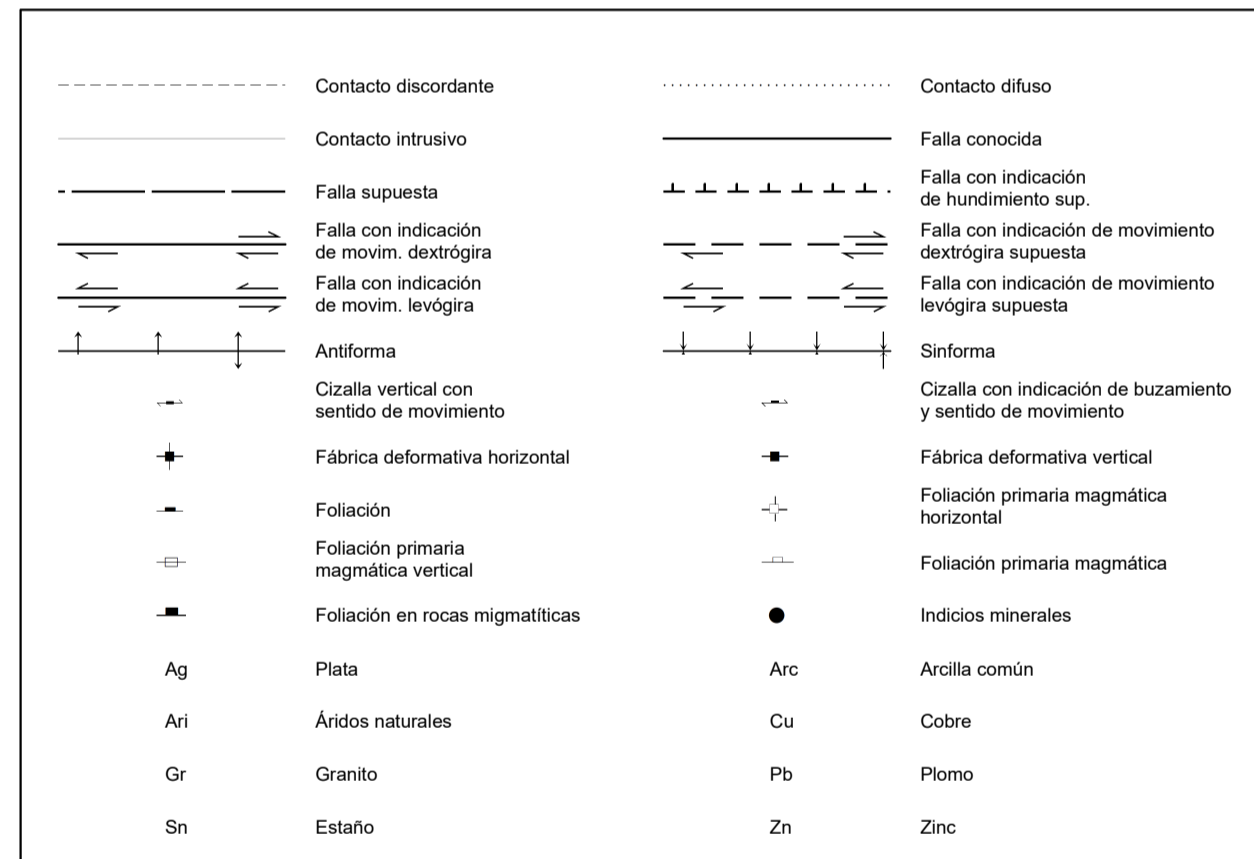 Contacto discordante
Contacto difuso
Contacto intrusivo
Falla conocida
Falla supuesta
Falla con indicación
de hundimiento sup.
Falla con indicación
de movim. dextrógira
Falla con indicación de movimiento
dextrógira supuesta
Falla con indicación
de movim. levógira
Falla con indicación de movimiento
levógira supuesta
Antiforma
Sinforma
Cizalla vertical con
sentido de movimiento
Cizalla con indicación de buzamiento
y sentido de movimiento
Fábrica deformativa horizontal
Fábrica deformativa vertical
Foliación
Foliación primaria magmática
horizontal
Foliación primaria
magmática vertical
Foliación primaria magmática
Foliación en rocas migmatíticas
Indicios minerales
Ag Plata
Arc Arcilla común
Ari Áridos naturales
Cu Cobre
Gr Granito
Pb Plomo
Sn Estaño
Zn Zinc